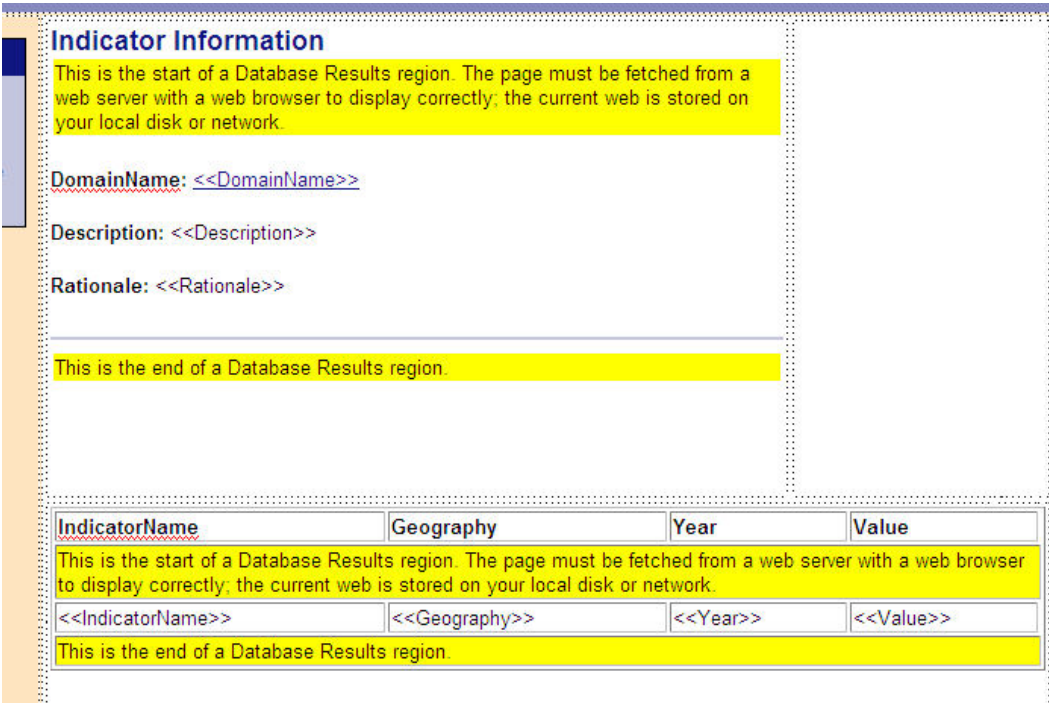 Indicator Information
This is the start of a Database Results region. The page must be fetched from a
web server with a web browser to display correctly; the current web is stored on
your local disk or network.
DomainName: <<DomainName>>
Description: <<Description>>
Rationale: <<Rationale>>
This is the end of a Database Results region.
IndicatorName Geography Year Value
This is the start of a Database Results region. The page must be fetched from a web server with a web browser
to display correctly; the current web is stored on your local disk or network.
<<IndicatorName>> <<Geography>> <<Year>> <<Value>>
This is the end of a Database Results region.